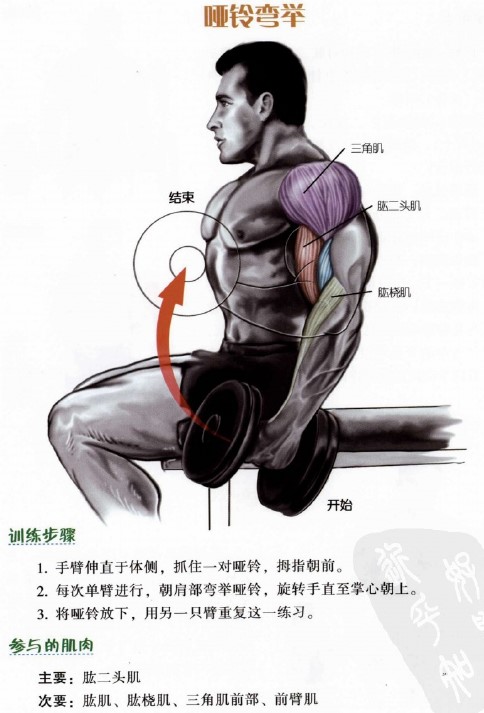 哑铃弯举
三角肌
结束
肱二头肌
肱桡肌
开始
训练步骤
1. 手臂伸直于体侧，抓住一对哑铃，拇指朝前。
2. 每次单臂进行，朝肩部弯举哑铃，旋转手直至掌心朝上。
3. 将哑铃放下，用另一只臂重复这一练习。
参与的肌肉
主要：肱二头肌
次要：肱肌、肱桡肌、三角肌前部、前臂肌